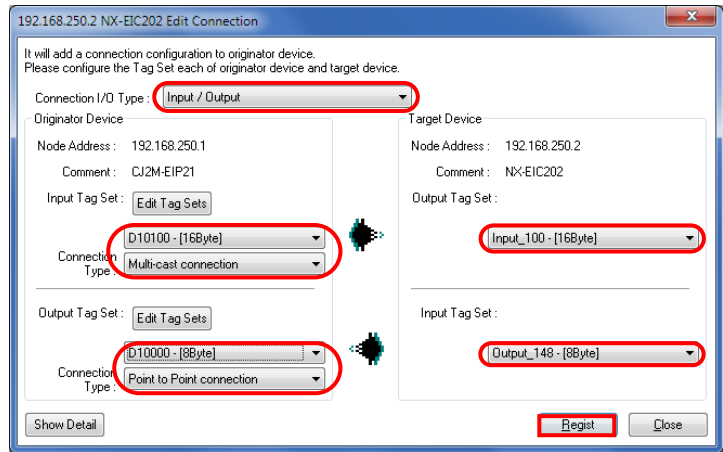 192.168.250.2 NX-EIC202 Edit Connection
It will add a connection configuration to originator device.
Please configure the Tag Set each of originator device and target device.
Connection I/O Type : Input / Output
Originator Device
Node Address : 192.168.250.1
Comment : CJ2M-EIP21
Input Tag Set : Edit Tag Sets
D10100 - [16Byte]
Connection Type : Multi-cast connection
Output Tag Set : Edit Tag Sets
D10000 - [8Byte]
Connection Type : Point to Point connection
Target Device
Node Address : 192.168.250.2
Comment : NX-EIC202
Output Tag Set :
Input_100 - [16Byte]
Input Tag Set :
Output_148 - [8Byte]
Show Detail
Regist
Close